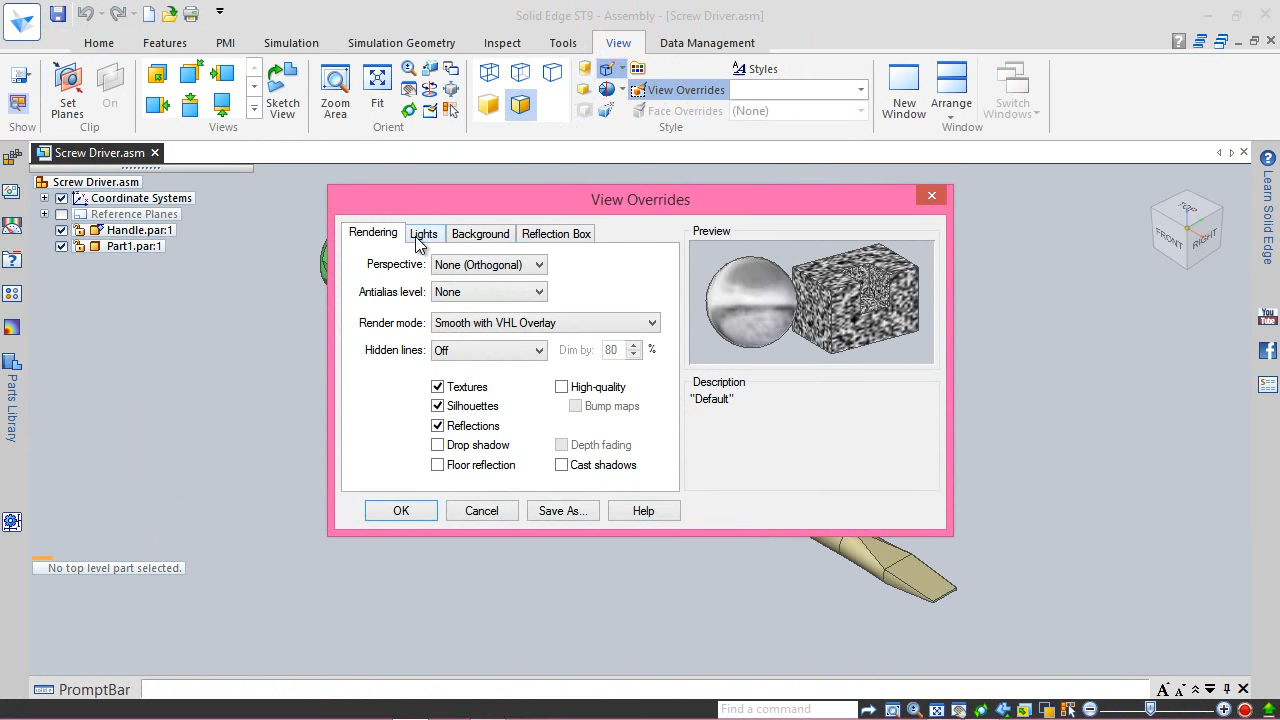 Solid Edge ST9 - Assembly - [Screw Driver.asm]
Home Features PMI Simulation Simulation Geometry Inspect Tools View Data Management
Set Planes On
Sketch View
Zoom Area Fit
Styles
View Overrides
Face Overrides (None)
New Window Arrange Switch Windows
Show Clip Views Orient Style Window
Screw Driver.asm
Screw Driver.asm
Coordinate Systems
Reference Planes
Handle.par:1
Part1.par:1
Parts Library
No top level part selected.
View Overrides
Rendering Lights Background Reflection Box
Perspective: None (Orthogonal)
Antialias level: None
Render mode: Smooth with VHL Overlay
Hidden lines: Off Dim by: 80 %
Textures High-quality
Silhouettes Bump maps
Reflections
Drop shadow Depth fading
Floor reflection Cast shadows
Preview
Description
"Default"
OK Cancel Save As... Help
TOP
FRONT RIGHT
Learn Solid Edge
You Tube
PromptBar
Find a command